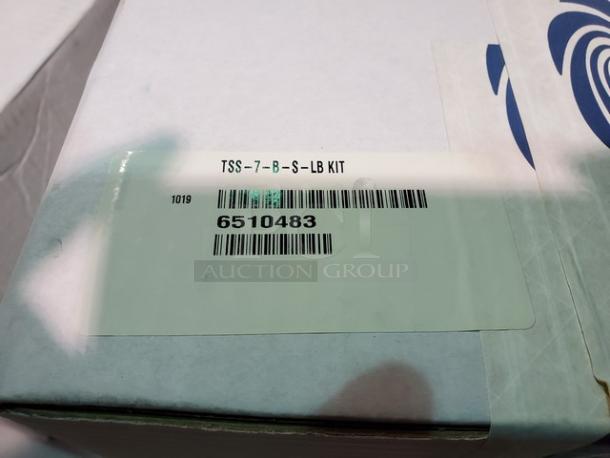 TSS-7-B-S-LB KIT
1019
6510483
AUCTION GROUP